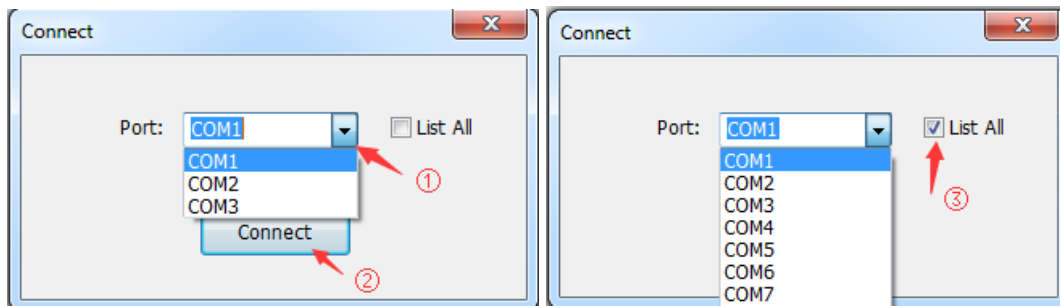 Connect
Port: COM1 List All
COM1
COM2
COM3
①
Connect
②
Connect
Port: COM1 List All
COM1
COM2
COM3
COM4
COM5
COM6
COM7
③